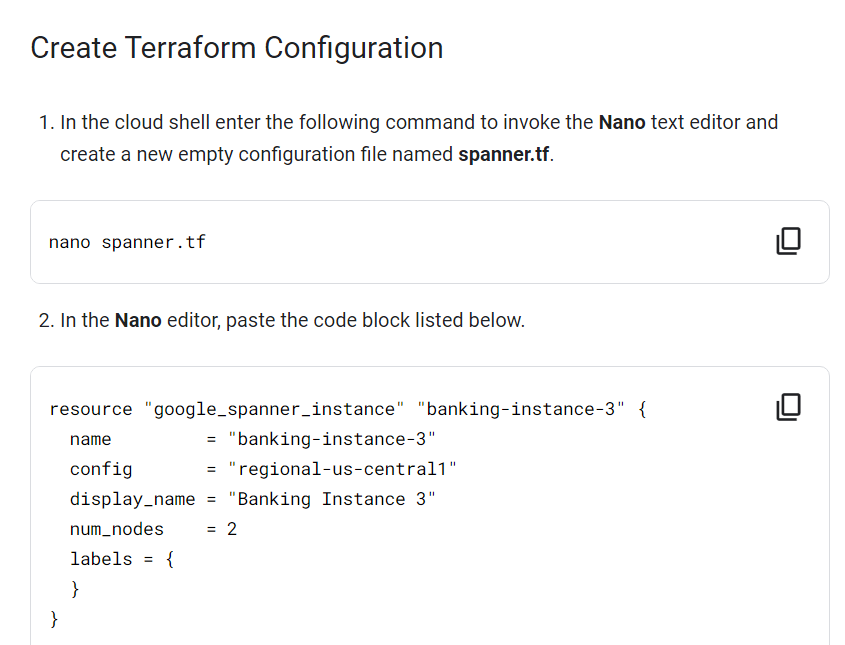 Create Terraform Configuration
1. In the cloud shell enter the following command to invoke the Nano text editor and
create a new empty configuration file named spanner.tf.
nano spanner.tf
2. In the Nano editor, paste the code block listed below.
resource "google_spanner_instance" "banking-instance-3" {
  name         = "banking-instance-3"
  config       = "regional-us-central1"
  display_name = "Banking Instance 3"
  num_nodes    = 2
  labels = {
  }
}